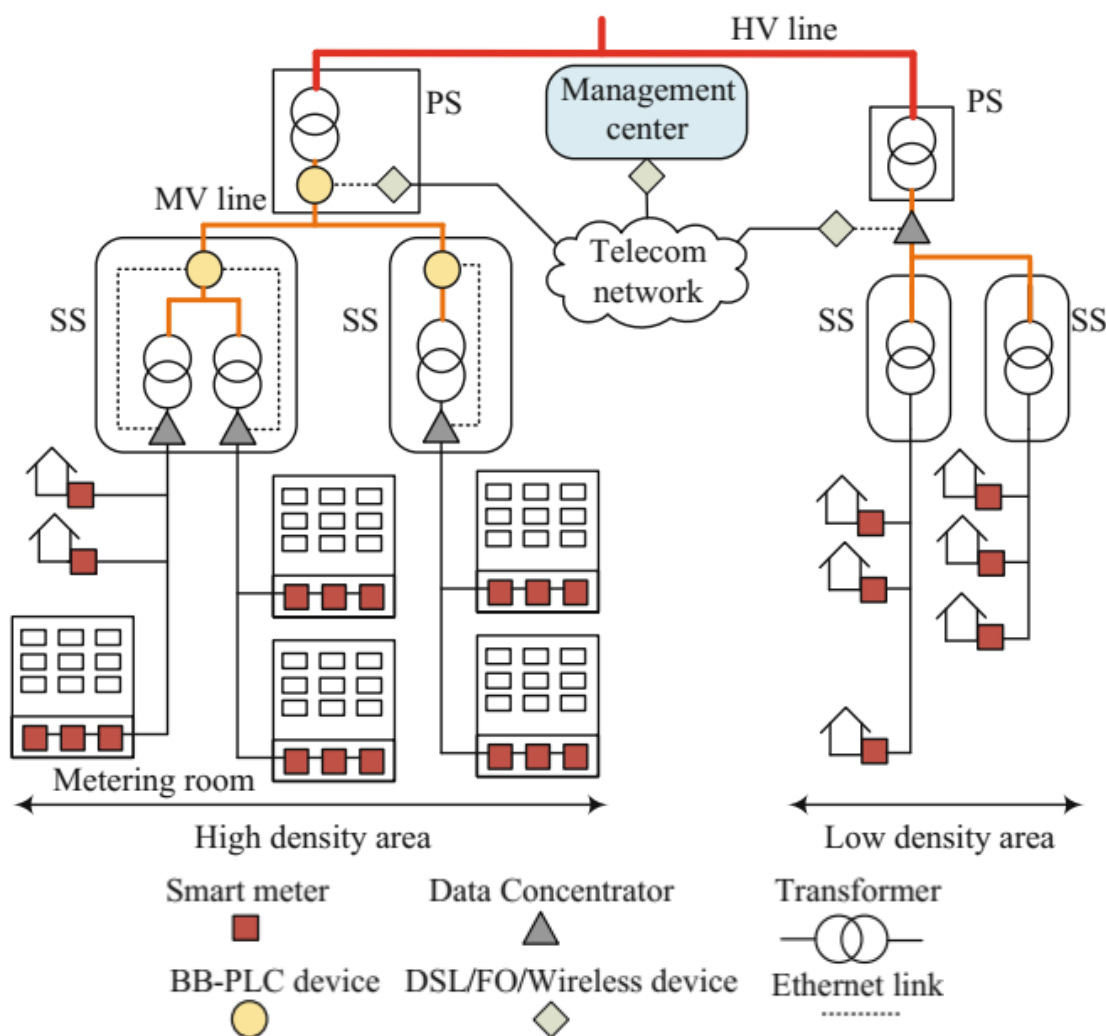 HV line
PS
Management
center
PS
MV line
Telecom
network
SS
SS
SS
SS
Metering room
High density area
Low density area
Smart meter
Data Concentrator
Transformer
BB-PLC device
DSL/FO/Wireless device
Ethernet link